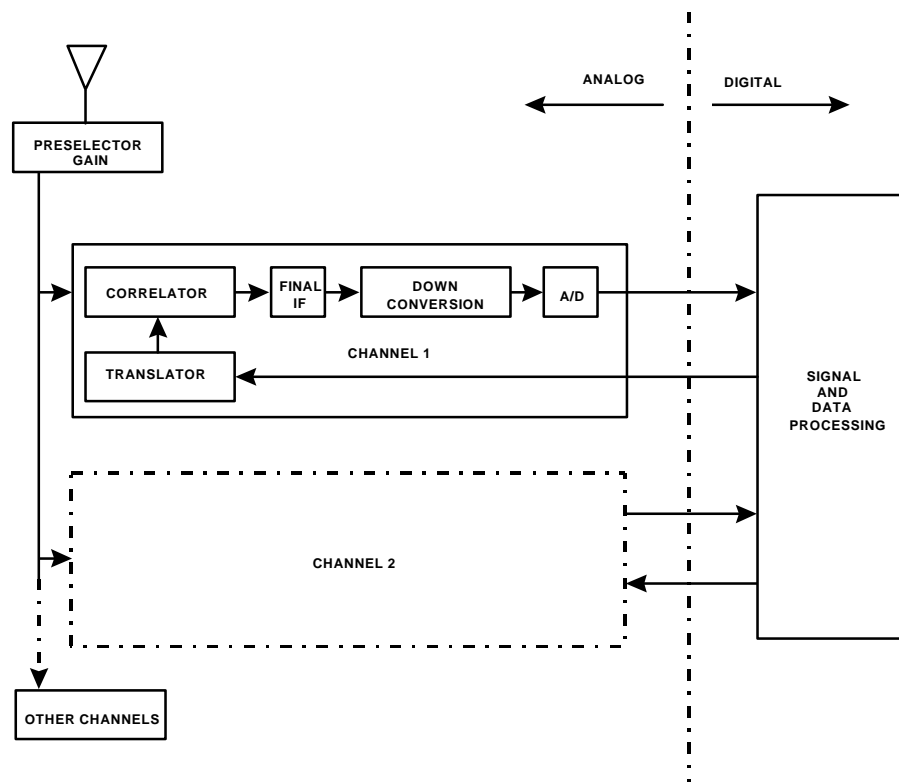 ANALOG
DIGITAL
PRESELECTOR
GAIN
CORRELATOR
FINAL
IF
DOWN
CONVERSION
A/D
CHANNEL 1
TRANSLATOR
SIGNAL
AND
DATA
PROCESSING
CHANNEL 2
OTHER CHANNELS